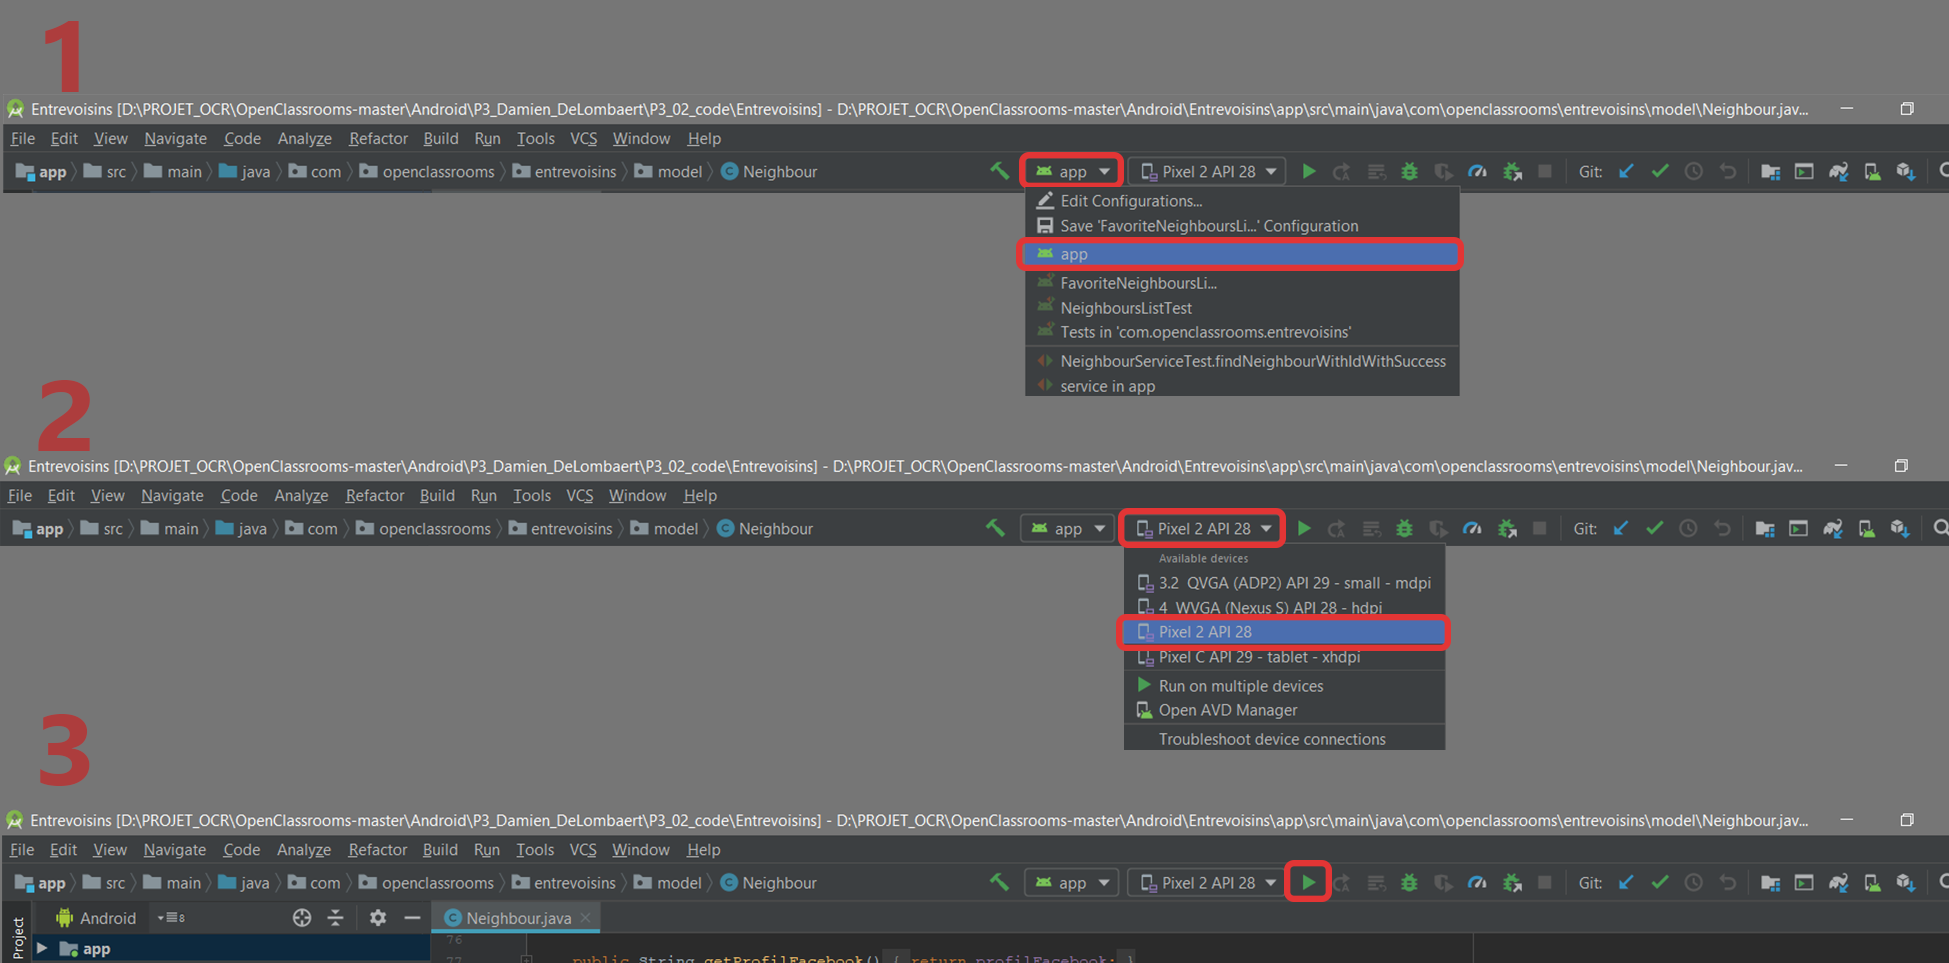 1
Entrevoisins [D:\PROJET_OCR\OpenClassrooms-master\Android\P3_Damien_DeLombaert\P3_02_code\Entrevoisins] - D:\PROJET_OCR\OpenClassrooms-master\Android\Entrevoisins\app\src\main\java\com\openclassrooms\entrevoisins\model\Neighbour.jav...
File Edit View Navigate Code Analyze Refactor Build Run Tools VCS Window Help
app src main java com openclassrooms entrevoisins model Neighbour app Pixel 2 API 28 Git:
Edit Configurations...
Save 'FavoriteNeighboursLi...' Configuration
app
FavoriteNeighboursLi...
NeighboursListTest
Tests in 'com.openclassrooms.entrevoisins'
NeighbourServiceTest.findNeighbourWithIdWithSuccess
service in app
2
Entrevoisins [D:\PROJET_OCR\OpenClassrooms-master\Android\P3_Damien_DeLombaert\P3_02_code\Entrevoisins] - D:\PROJET_OCR\OpenClassrooms-master\Android\Entrevoisins\app\src\main\java\com\openclassrooms\entrevoisins\model\Neighbour.jav...
File Edit View Navigate Code Analyze Refactor Build Run Tools VCS Window Help
app src main java com openclassrooms entrevoisins model Neighbour app Pixel 2 API 28 Git:
Available devices
3.2 QVGA (ADP2) API 29 - small - mdpi
4 WVGA (Nexus S) API 28 - hdpi
Pixel 2 API 28
Pixel C API 29 - tablet - xhdpi
Run on multiple devices
Open AVD Manager
Troubleshoot device connections
3
Entrevoisins [D:\PROJET_OCR\OpenClassrooms-master\Android\P3_Damien_DeLombaert\P3_02_code\Entrevoisins] - D:\PROJET_OCR\OpenClassrooms-master\Android\Entrevoisins\app\src\main\java\com\openclassrooms\entrevoisins\model\Neighbour.jav...
File Edit View Navigate Code Analyze Refactor Build Run Tools VCS Window Help
app src main java com openclassrooms entrevoisins model Neighbour app Pixel 2 API 28 Git:
Project
Android 8 Neighbour.java
app
76
77 public String getProfilFacebook() { return profilFacebook; }